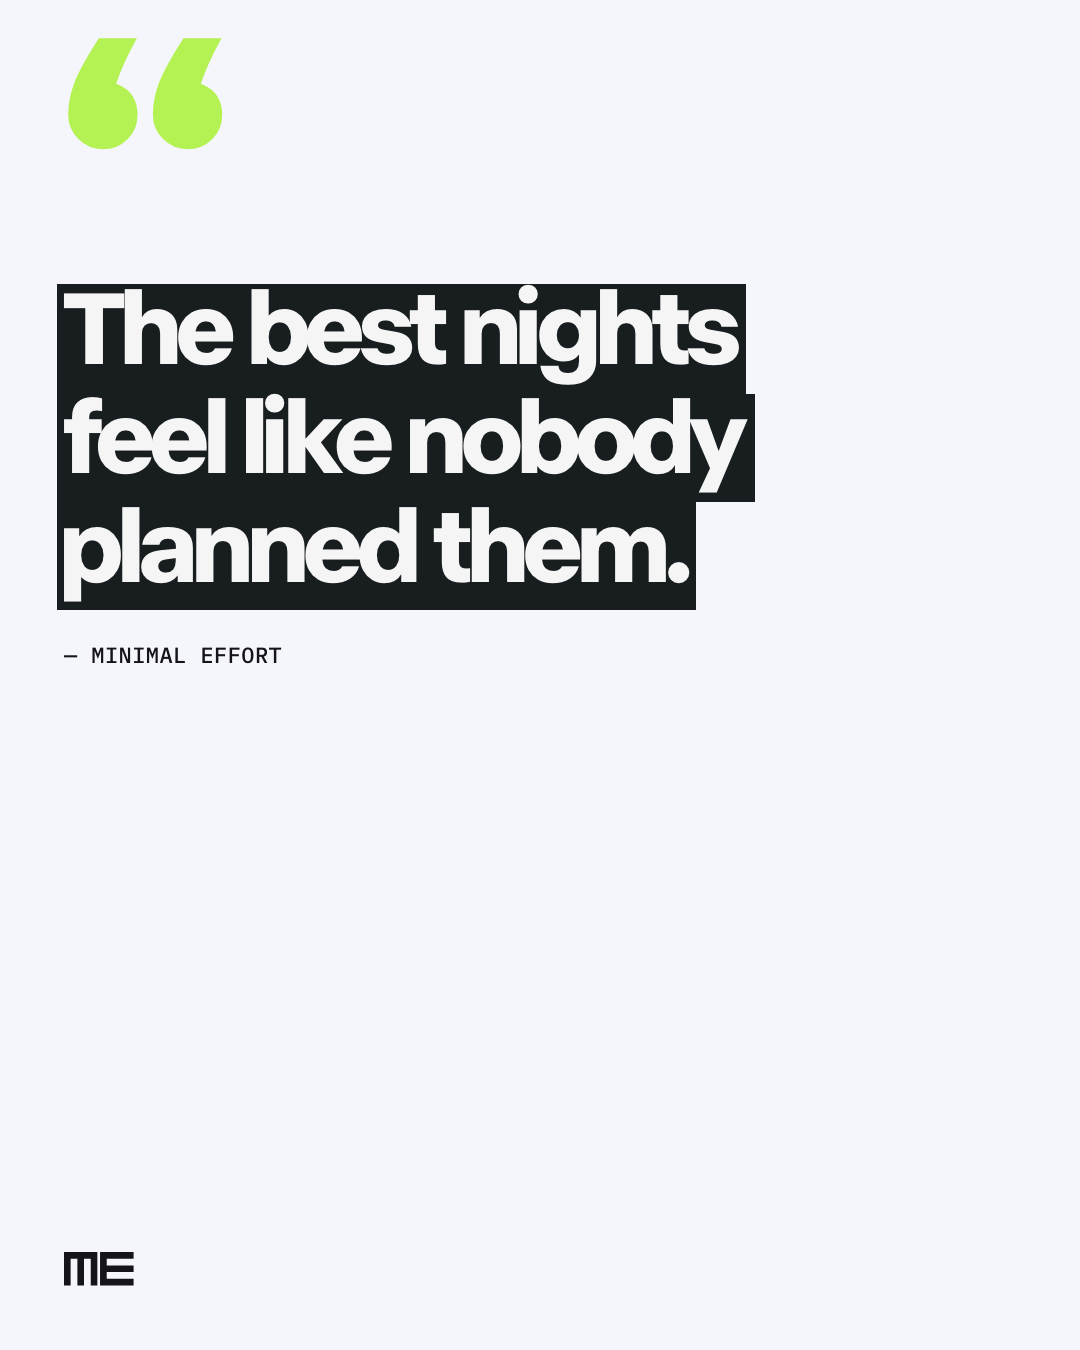 “
The best nights
feel like nobody
planned them.
— MINIMAL EFFORT
ME